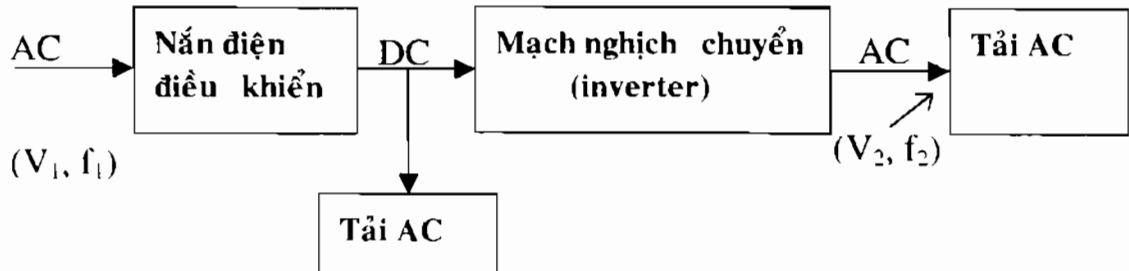 AC
Nắn điện
điều khiển
DC
Mạch nghịch chuyển
(inverter)
AC
Tải AC
(V₁, f₁)
(V₂, f₂)
Tải AC